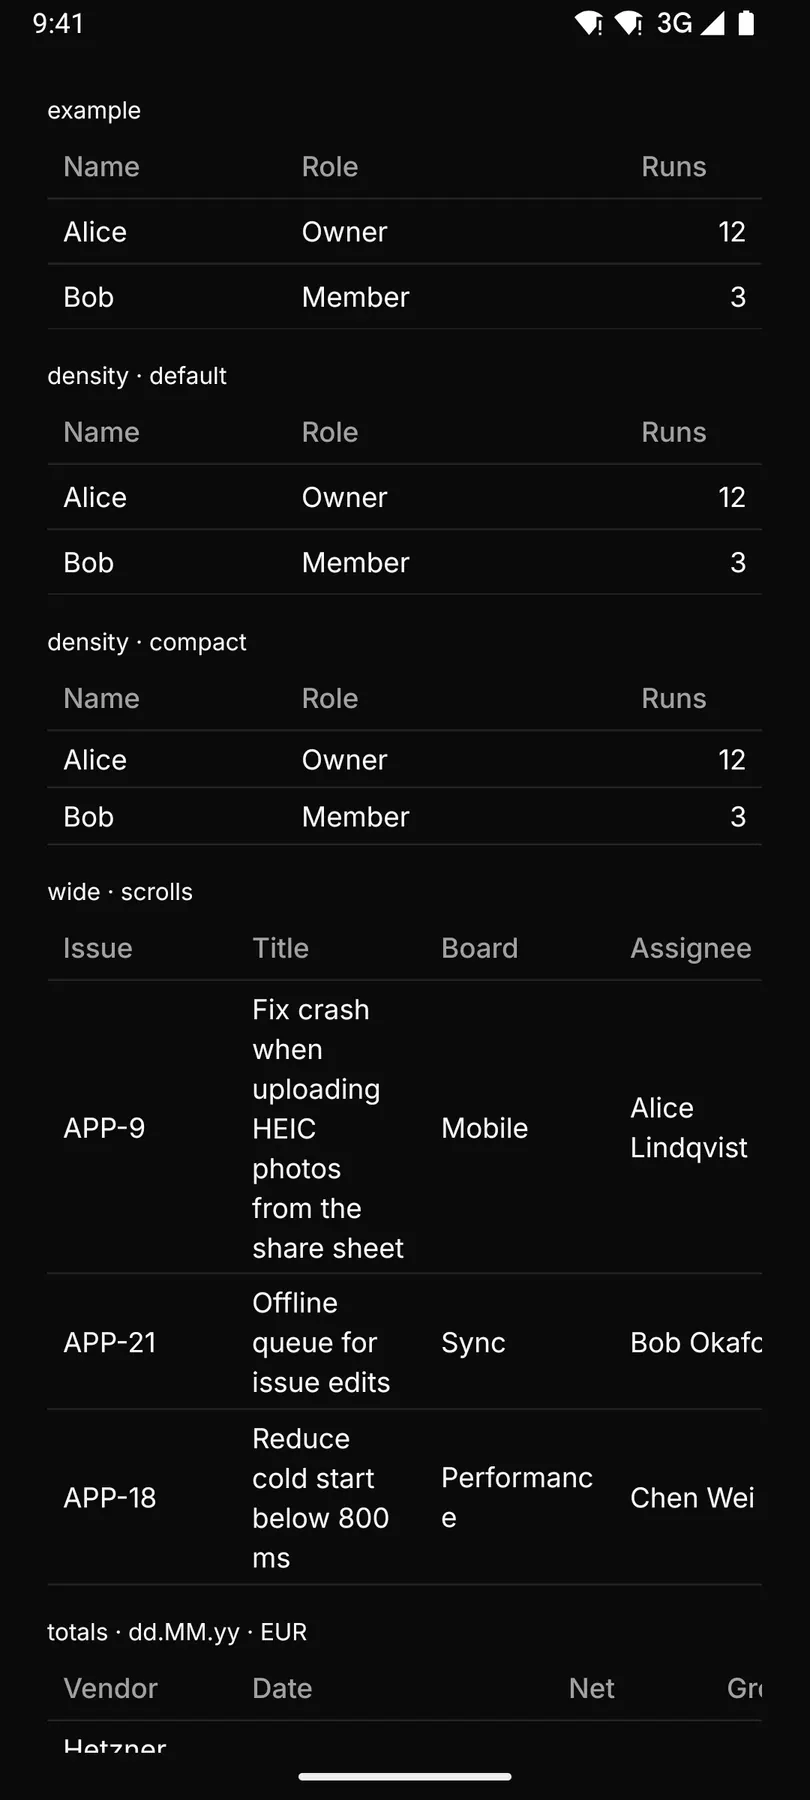 9:41
3G
example
Name Role Runs
Alice Owner 12
Bob Member 3
density · default
Name Role Runs
Alice Owner 12
Bob Member 3
density · compact
Name Role Runs
Alice Owner 12
Bob Member 3
wide · scrolls
Issue Title Board Assignee
APP-9
Fix crash
when
uploading
HEIC
photos
from the
share sheet
Mobile
Alice
Lindqvist
APP-21
Offline
queue for
issue edits
Sync
Bob Okafo
APP-18
Reduce
cold start
below 800
ms
Performanc
e
Chen Wei
totals · dd.MM.yy · EUR
Vendor Date Net
Hetzner